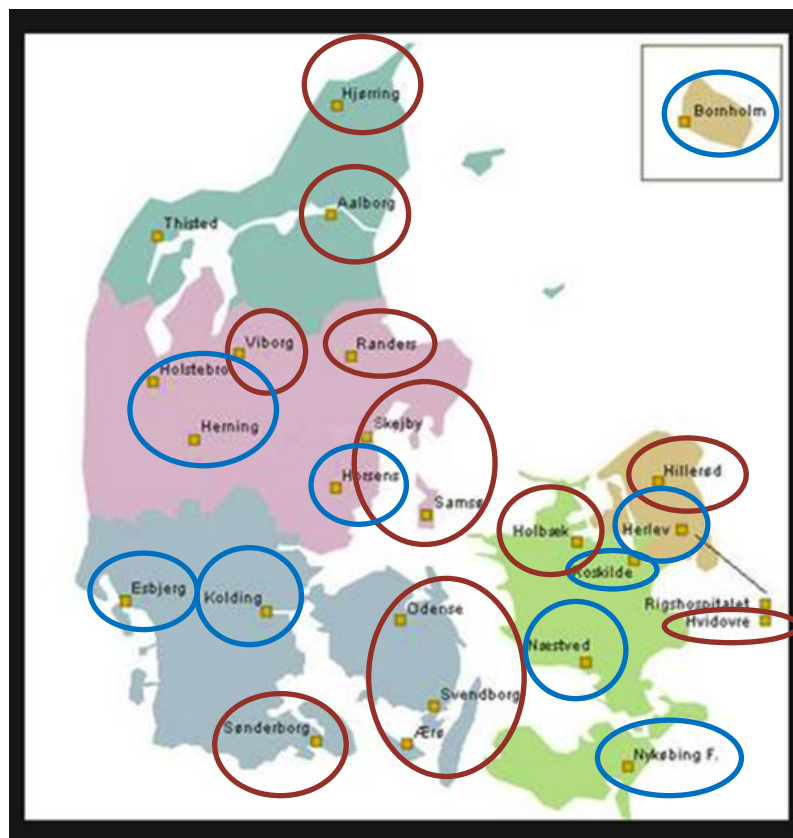 Hjørring
Bornholm
Aalborg
Thisted
Viborg
Randers
Holstebro
Herning
Skejby
Hillerød
Horsens
Samsø
Holbæk
Herlev
Roskilde
Esbjerg
Kolding
Odense
Rigshospitalet
Hvidovre
Næstved
Svendborg
Sønderborg
Ærø
Nykøbing F.